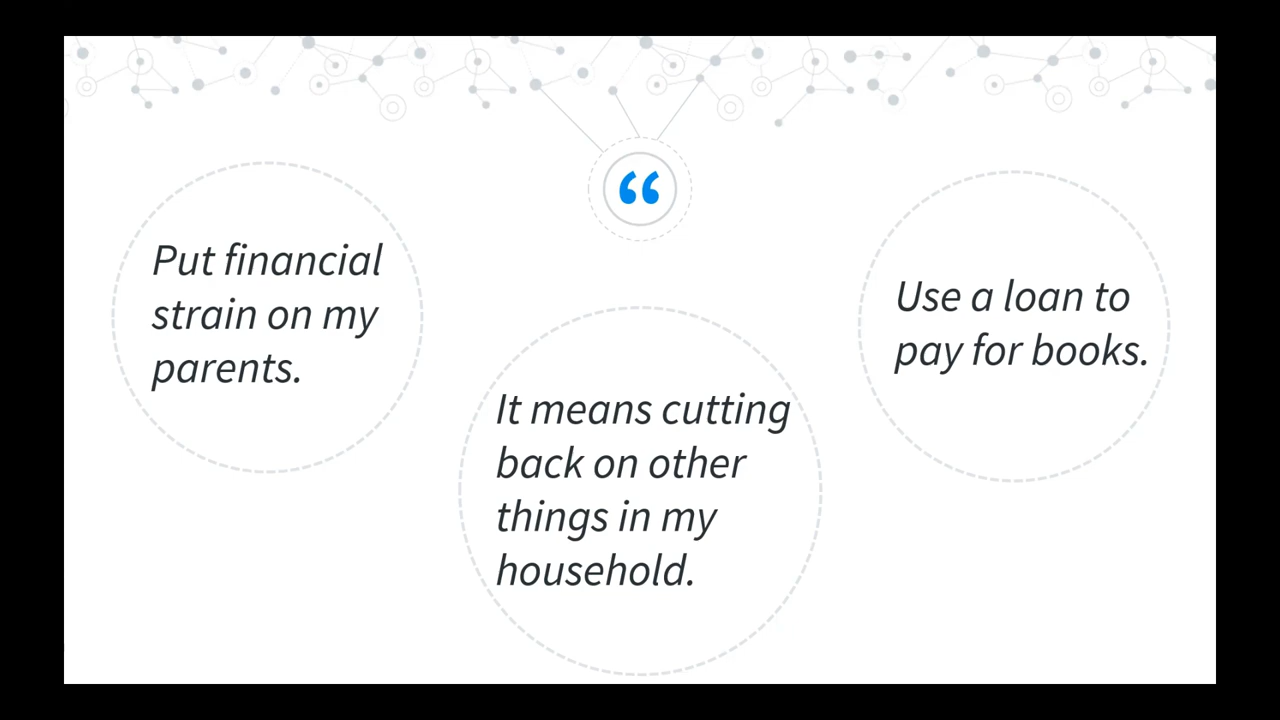 “
Put financial
strain on my
parents.
It means cutting
back on other
things in my
household.
Use a loan to
pay for books.